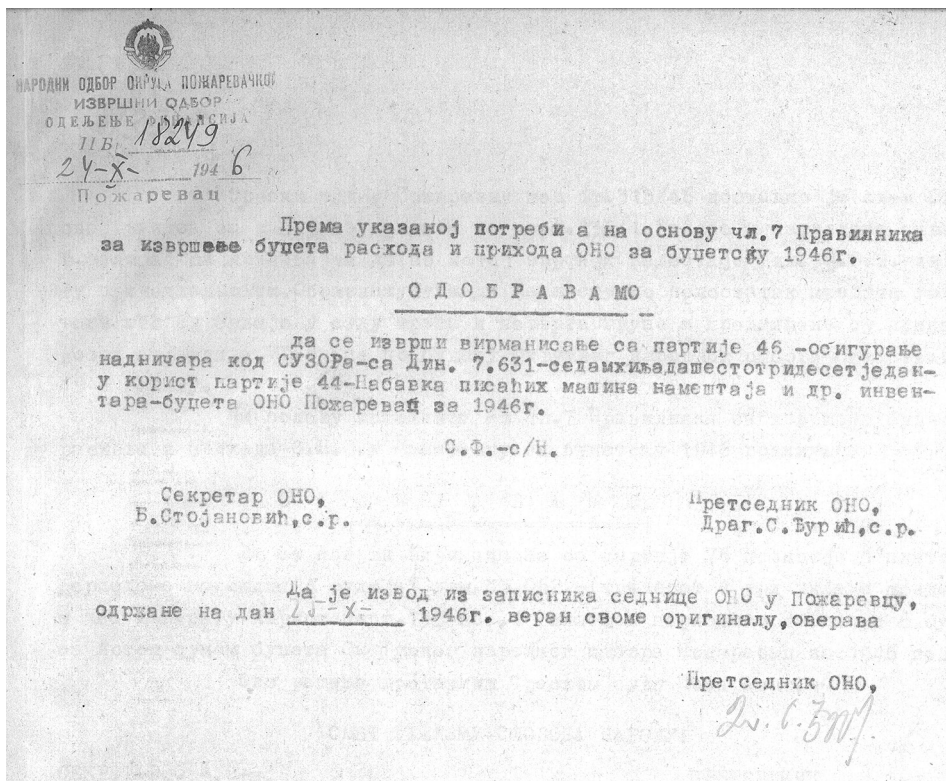 НАРОДНИ ОДБОР ОКРУГА ПОЖАРЕВАЧКОГ
ИЗВРШНИ ОДБОР
ОДЕЉЕЊЕ ФИНАНСИЈА
ПБ. 18249
24-X- 1946
Пожаревац
Према указаној потреби а на основу чл.7 Правилника
за извршење буџета расхода и прихода ОНО за буџетску 1946г.
О Д О Б Р А В А М О
да се изврши вирманисање са партије 46 -осигурање
надничара код СУЗОРа-са Дин. 7.631-седамхиљадашестотридесетједан-
у корист партије 44-Набавка писаћих машина намештаја и др. инвен-
тара-буџета ОНО Пожаревац за 1946г.
С.Ф.-с/Н.
Секретар ОНО,
Претседник ОНО,
Б.Стојановић,с.р.
Драг.С.Ђурић,с.р.
Да је извод из записника седнице ОНО у Пожаревцу,
одржане на дан -X- 1946г. веран своме оригиналу,оверава
Претседник ОНО,